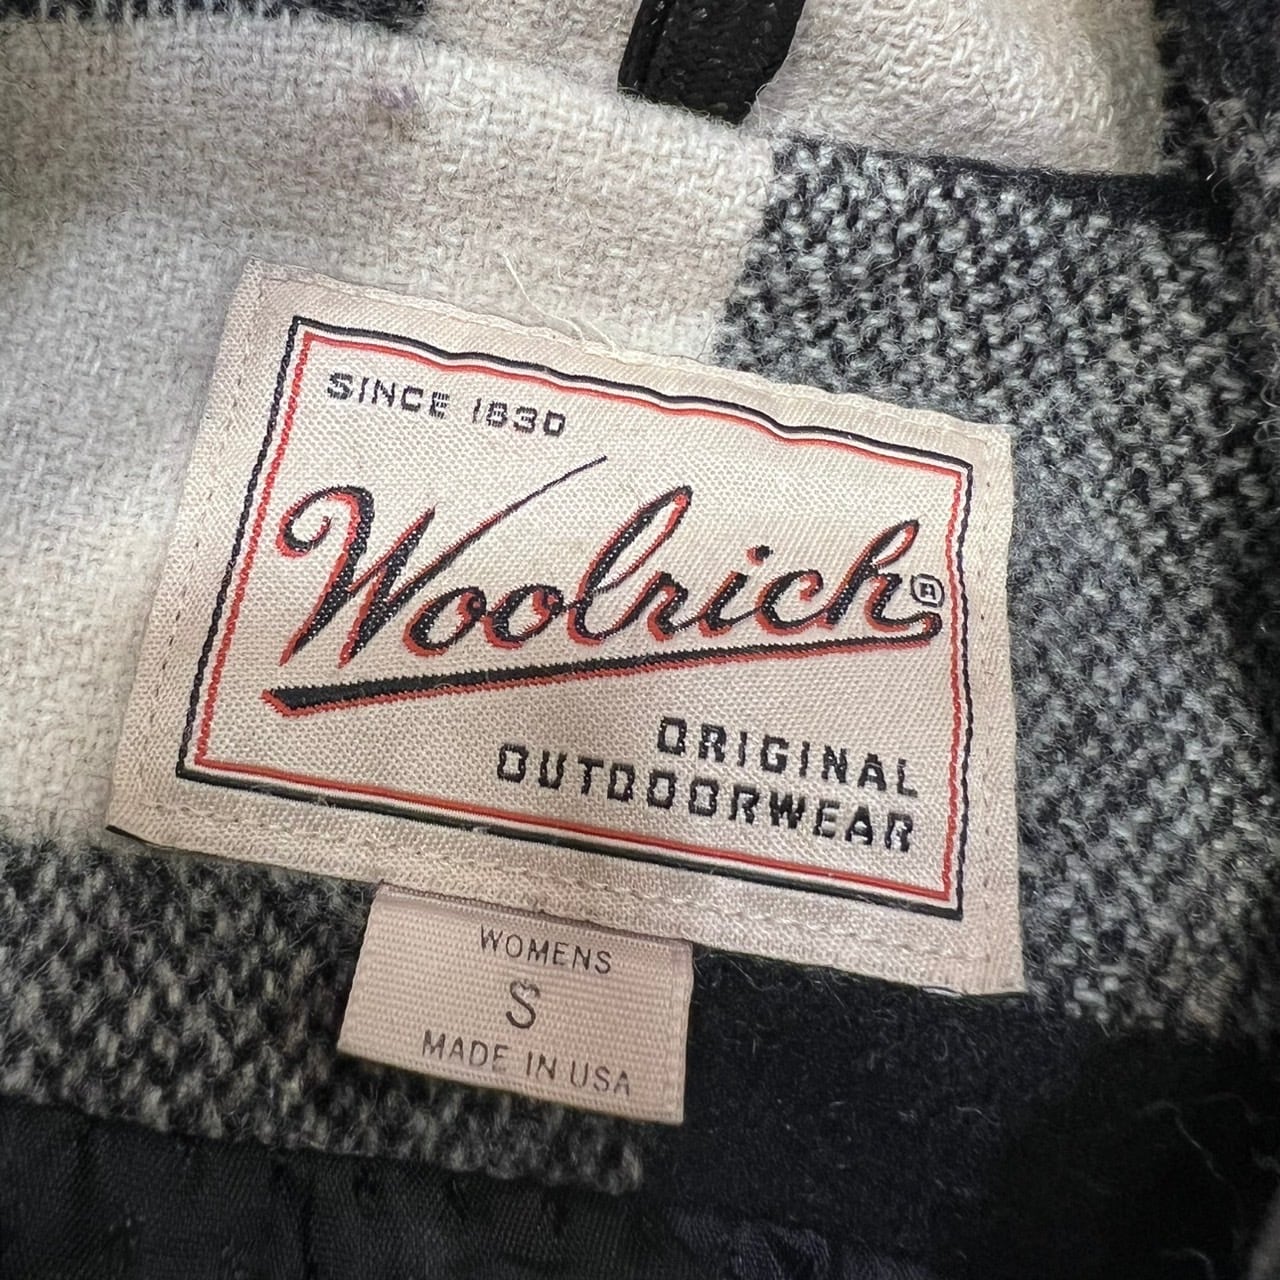 SINCE 1830
Woolrich®
ORIGINAL
OUTDOORWEAR
WOMENS
S
MADE IN USA